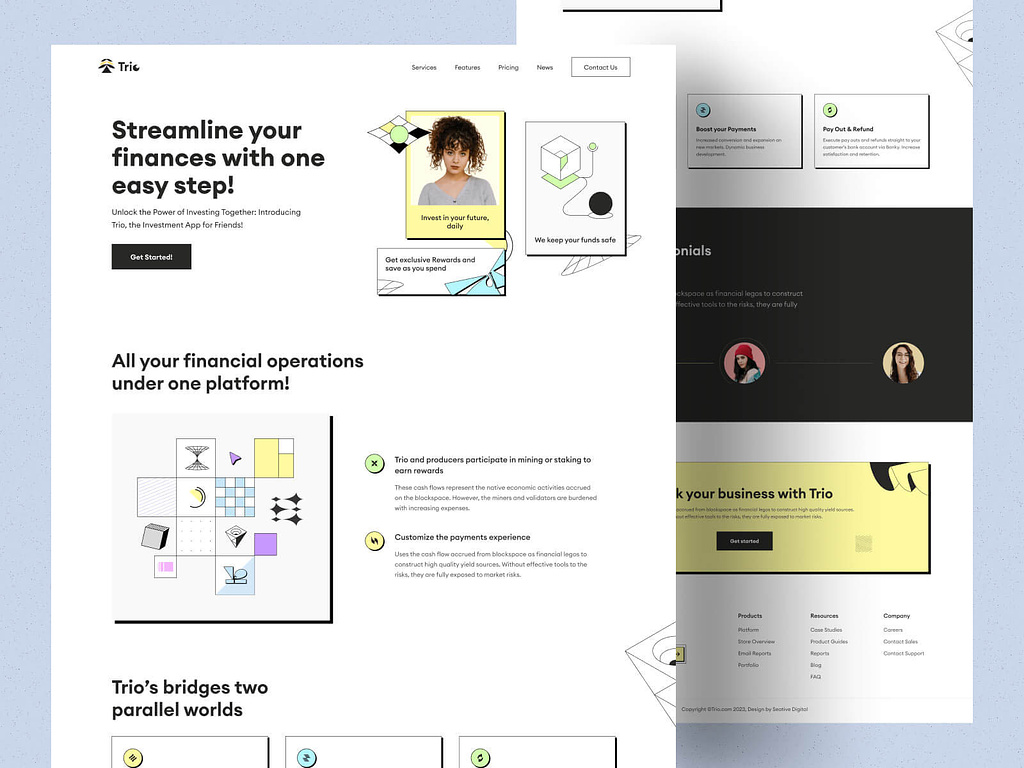 Trio
Services
Features
Pricing
News
Contact Us
Streamline your
finances with one
easy step!
Unlock the Power of Investing Together: Introducing
Trio, the Investment App for Friends!
Get Started!
Invest in your future,
daily
We keep your funds safe
Get exclusive Rewards and
save as you spend
All your financial operations
under one platform!
Trio and producers participate in mining or staking to
earn rewards
These cash flows represent the native economic activities accrued
on the blockspace. However, the miners and validators are burdened
with increasing expenses.
Customize the payments experience
Uses the cash flow accrued from blockspace as financial legos to
construct high quality yield sources. Without effective tools to the
risks, they are fully exposed to market risks.
Trio's bridges two
parallel worlds
Boost your Payments
Increased conversion and expansion on
new markets. Dynamic business
development.
Pay Out & Refund
Execute pay outs and refunds straight to your
customer's bank account via Banky. Increase
satisfaction and retention.
onials
ockspace as financial legos to construct
ffective tools to the risks, they are fully
k your business with Trio
accrued from blockspace as financial legos to construct high quality yield sources.
out effective tools to the risks, they are fully exposed to market risks.
Get started
Products
Platform
Store Overview
Email Reports
Portfolio
Resources
Case Studies
Product Guides
Reports
Blog
FAQ
Company
Careers
Contact Sales
Contact Support
Copyright ©Trio.com 2023, Design by Seative Digital